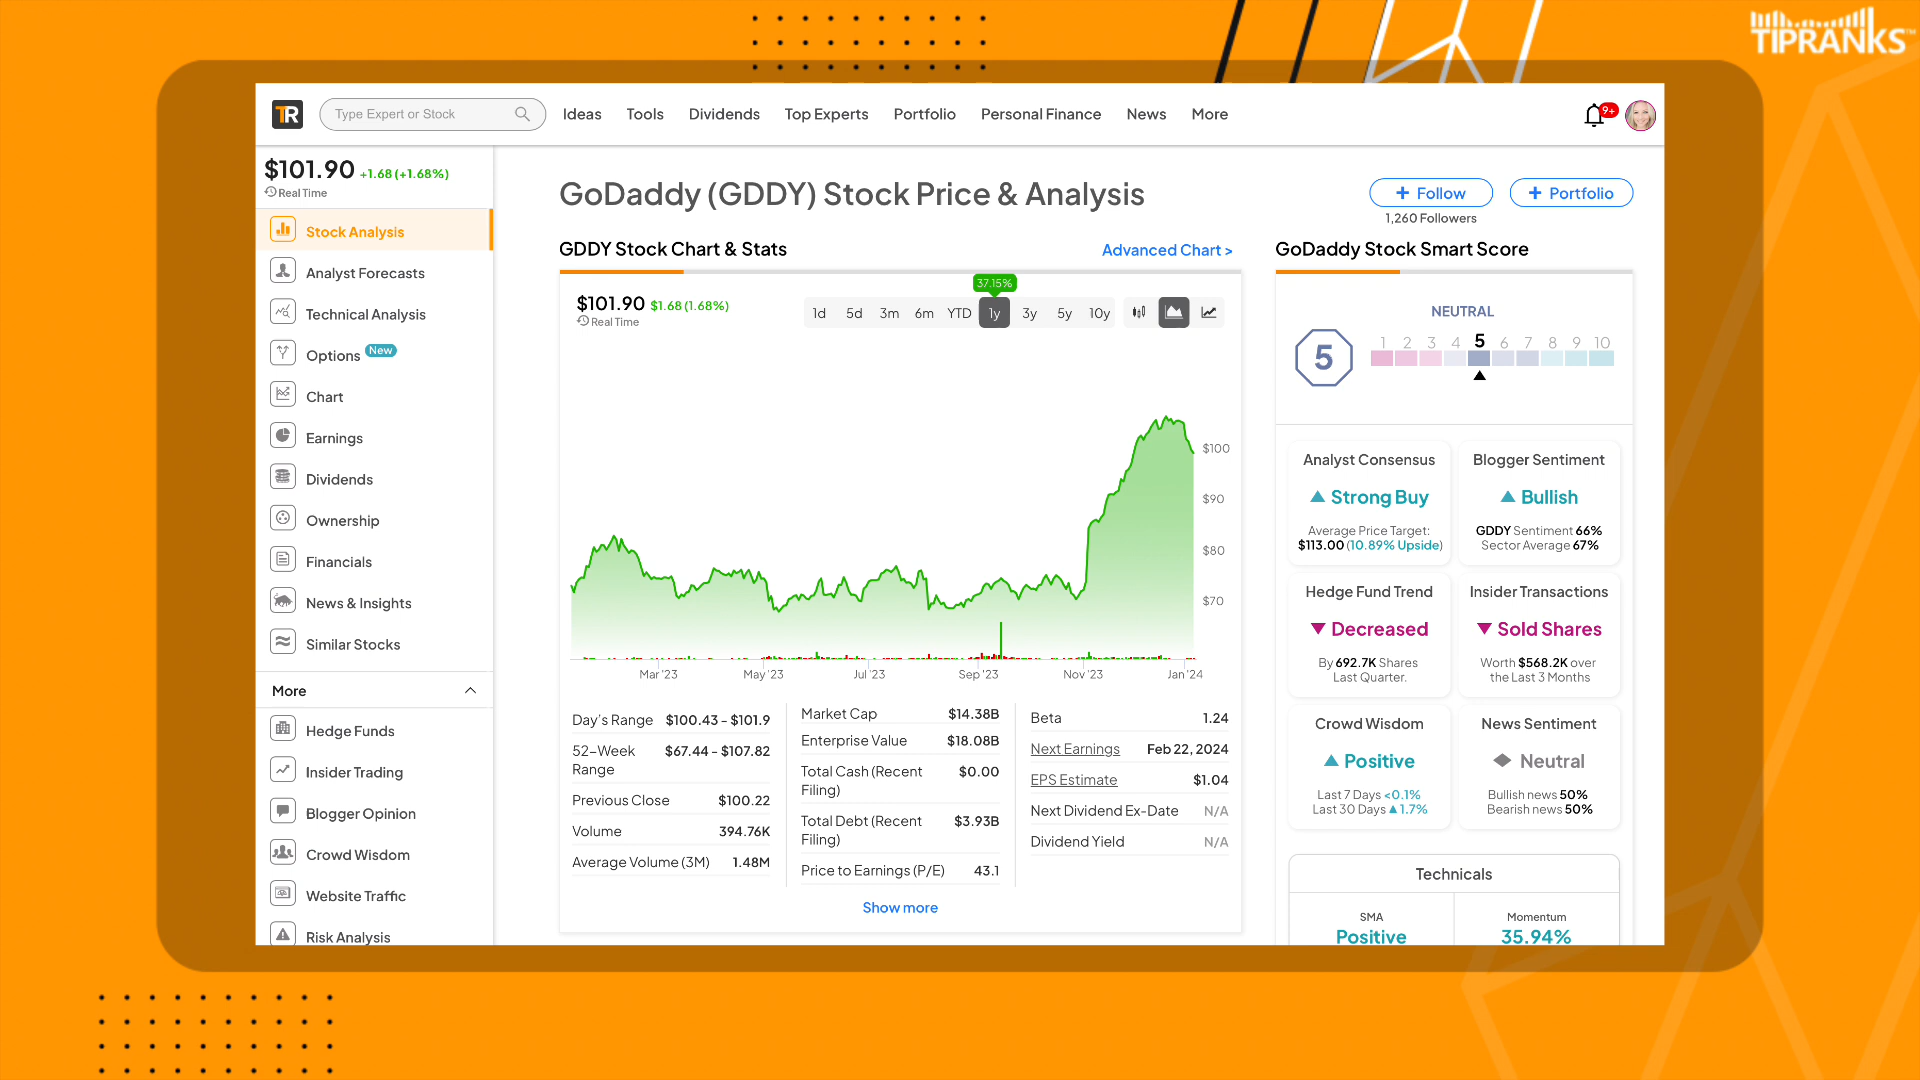 TIPRANKS™
TR
Type Expert or Stock
Ideas
Tools
Dividends
Top Experts
Portfolio
Personal Finance
News
More
9+
$101.90 +1.68 (+1.68%)
Real Time
Stock Analysis
Analyst Forecasts
Technical Analysis
Options New
Chart
Earnings
Dividends
Ownership
Financials
News & Insights
Similar Stocks
More
Hedge Funds
Insider Trading
Blogger Opinion
Crowd Wisdom
Website Traffic
Risk Analysis
GoDaddy (GDDY) Stock Price & Analysis
+ Follow
1,260 Followers
+ Portfolio
GDDY Stock Chart & Stats
Advanced Chart >
37.15%
$101.90 $1.68 (1.68%)
Real Time
1d 5d 3m 6m YTD 1y 3y 5y 10y
$100
$90
$80
$70
Mar '23 May '23 Jul '23 Sep '23 Nov '23 Jan '24
Day's Range $100.43 - $101.9
52-Week Range $67.44 - $107.82
Previous Close $100.22
Volume 394.76K
Average Volume (3M) 1.48M
Market Cap $14.38B
Enterprise Value $18.08B
Total Cash (Recent Filing) $0.00
Total Debt (Recent Filing) $3.93B
Price to Earnings (P/E) 43.1
Beta 1.24
Next Earnings Feb 22, 2024
EPS Estimate $1.04
Next Dividend Ex-Date N/A
Dividend Yield N/A
Show more
GoDaddy Stock Smart Score
NEUTRAL
5
1 2 3 4 5 6 7 8 9 10
Analyst Consensus
Strong Buy
Average Price Target:
$113.00 (10.89% Upside)
Blogger Sentiment
Bullish
GDDY Sentiment 66%
Sector Average 67%
Hedge Fund Trend
Decreased
By 692.7K Shares
Last Quarter.
Insider Transactions
Sold Shares
Worth $568.2K over
the Last 3 Months
Crowd Wisdom
Positive
Last 7 Days <0.1%
Last 30 Days ▲ 1.7%
News Sentiment
Neutral
Bullish news 50%
Bearish news 50%
Technicals
SMA
Positive
Momentum
35.94%